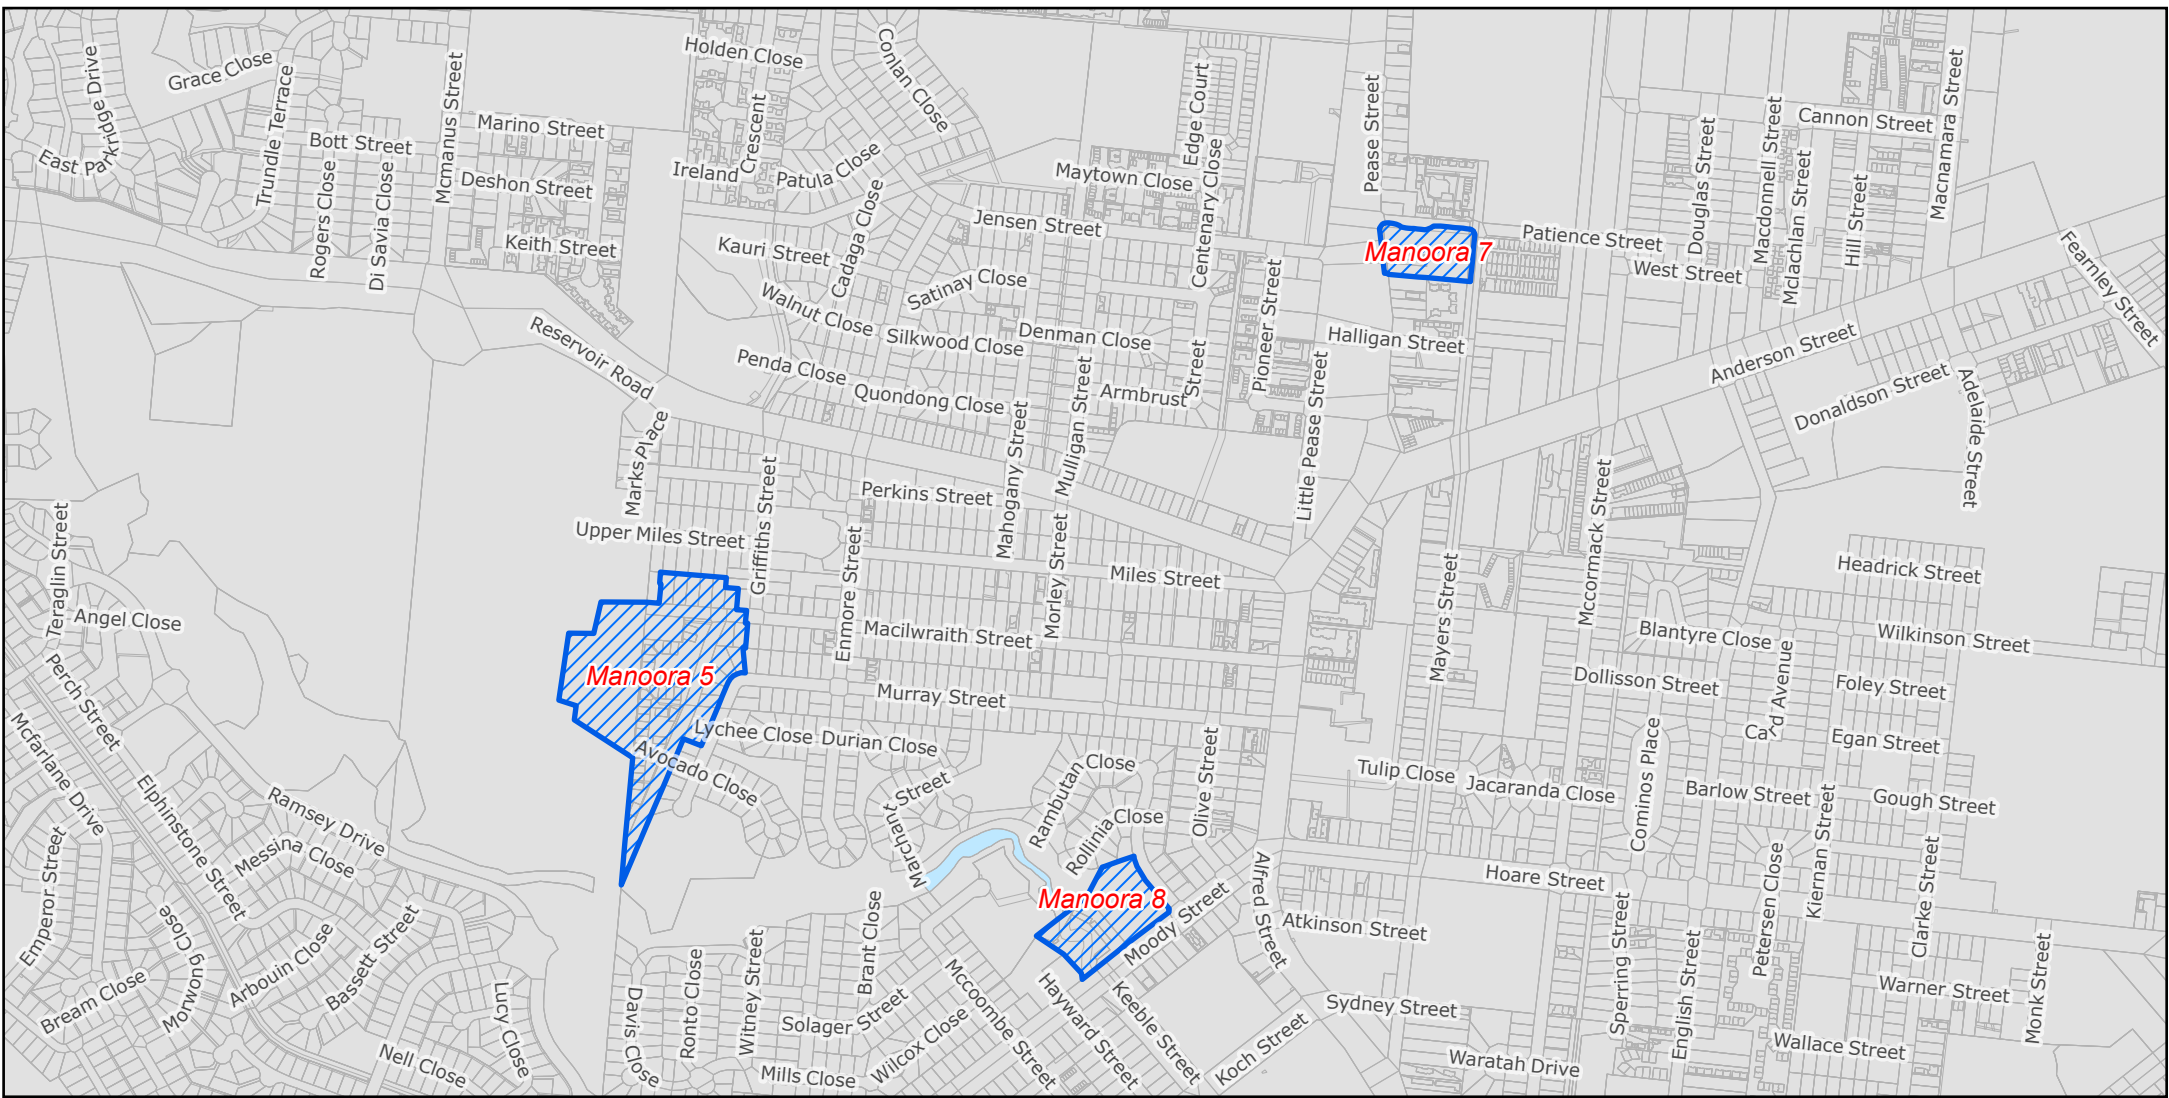 Holden Close
Conlan Close
Parkridge Drive
Grace Close
Trundle Terrace
Mcmanus Street
Marino Street
Bott Street
East
Rogers Close
Di Savia Close
Deshon Street
Keith Street
Ireland Crescent
Patula Close
Edge Court
Maytown Close
Centenary Close
Pease Street
Cannon Street
Macnamara Street
Macdonnell Street
Douglas Street
Mclachlan Street
Hill Street
Jensen Street
Kauri Street
Cadaga Close
Satinay Close
Manoora 7
Patience Street
West Street
Fearnley Street
Walnut Close
Silkwood Close
Denman Close
Pioneer Street
Halligan Street
Anderson Street
Reservoir Road
Penda Close
Quondong Close
Armbrust Street
Little Pease Street
Donaldson Street
Adelaide Street
Marks Place
Mahogany Street
Mulligan Street
Griffiths Street
Perkins Street
Upper Miles Street
Enmore Street
Morley Street
Miles Street
Mayers Street
Mccormack Street
Headrick Street
Teraglin Street
Angel Close
Macilwraith Street
Blantyre Close
Wilkinson Street
Manoora 5
Perch Street
Murray Street
Dollisson Street
Foley Street
Mcfarlane Drive
Lychee Close
Durian Close
Avocado Close
Cominos Place
Egan Street
Elphinstone Street
Ramsey Drive
Marchant Street
Rambutan Close
Olive Street
Tulip Close
Jacaranda Close
Barlow Street
Gough Street
Messina Close
Rollinia Close
Kiernan Street
Emperor Street
Manoora 8
Alfred Street
Hoare Street
Petersen Close
Clarke Street
Morwong Close
Arbouin Close
Bassett Street
Brant Close
Moody Street
Atkinson Street
Sperring Street
English Street
Monk Street
Bream Close
Lucy Close
Davis Close
Ronto Close
Witney Street
Solager Street
Mccoombe Street
Hayward Street
Keeble Street
Sydney Street
Warner Street
Nell Close
Mills Close
Wilcox Close
Koch Street
Waratah Drive
Wallace Street